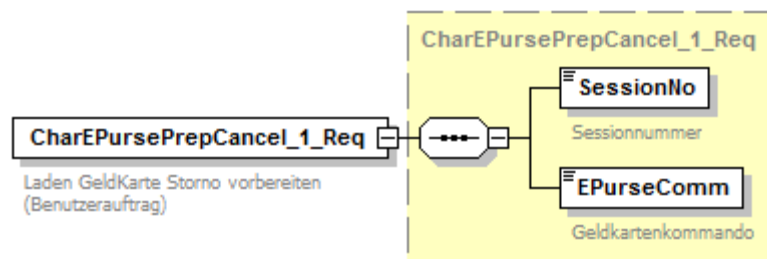 CharEPursePrepCancel_1_Req
SessionNo
Sessionnummer
CharEPursePrepCancel_1_Req
Laden GeldKarte Storno vorbereiten
(Benutzerauftrag)
EPurseComm
Geldkartenkommando